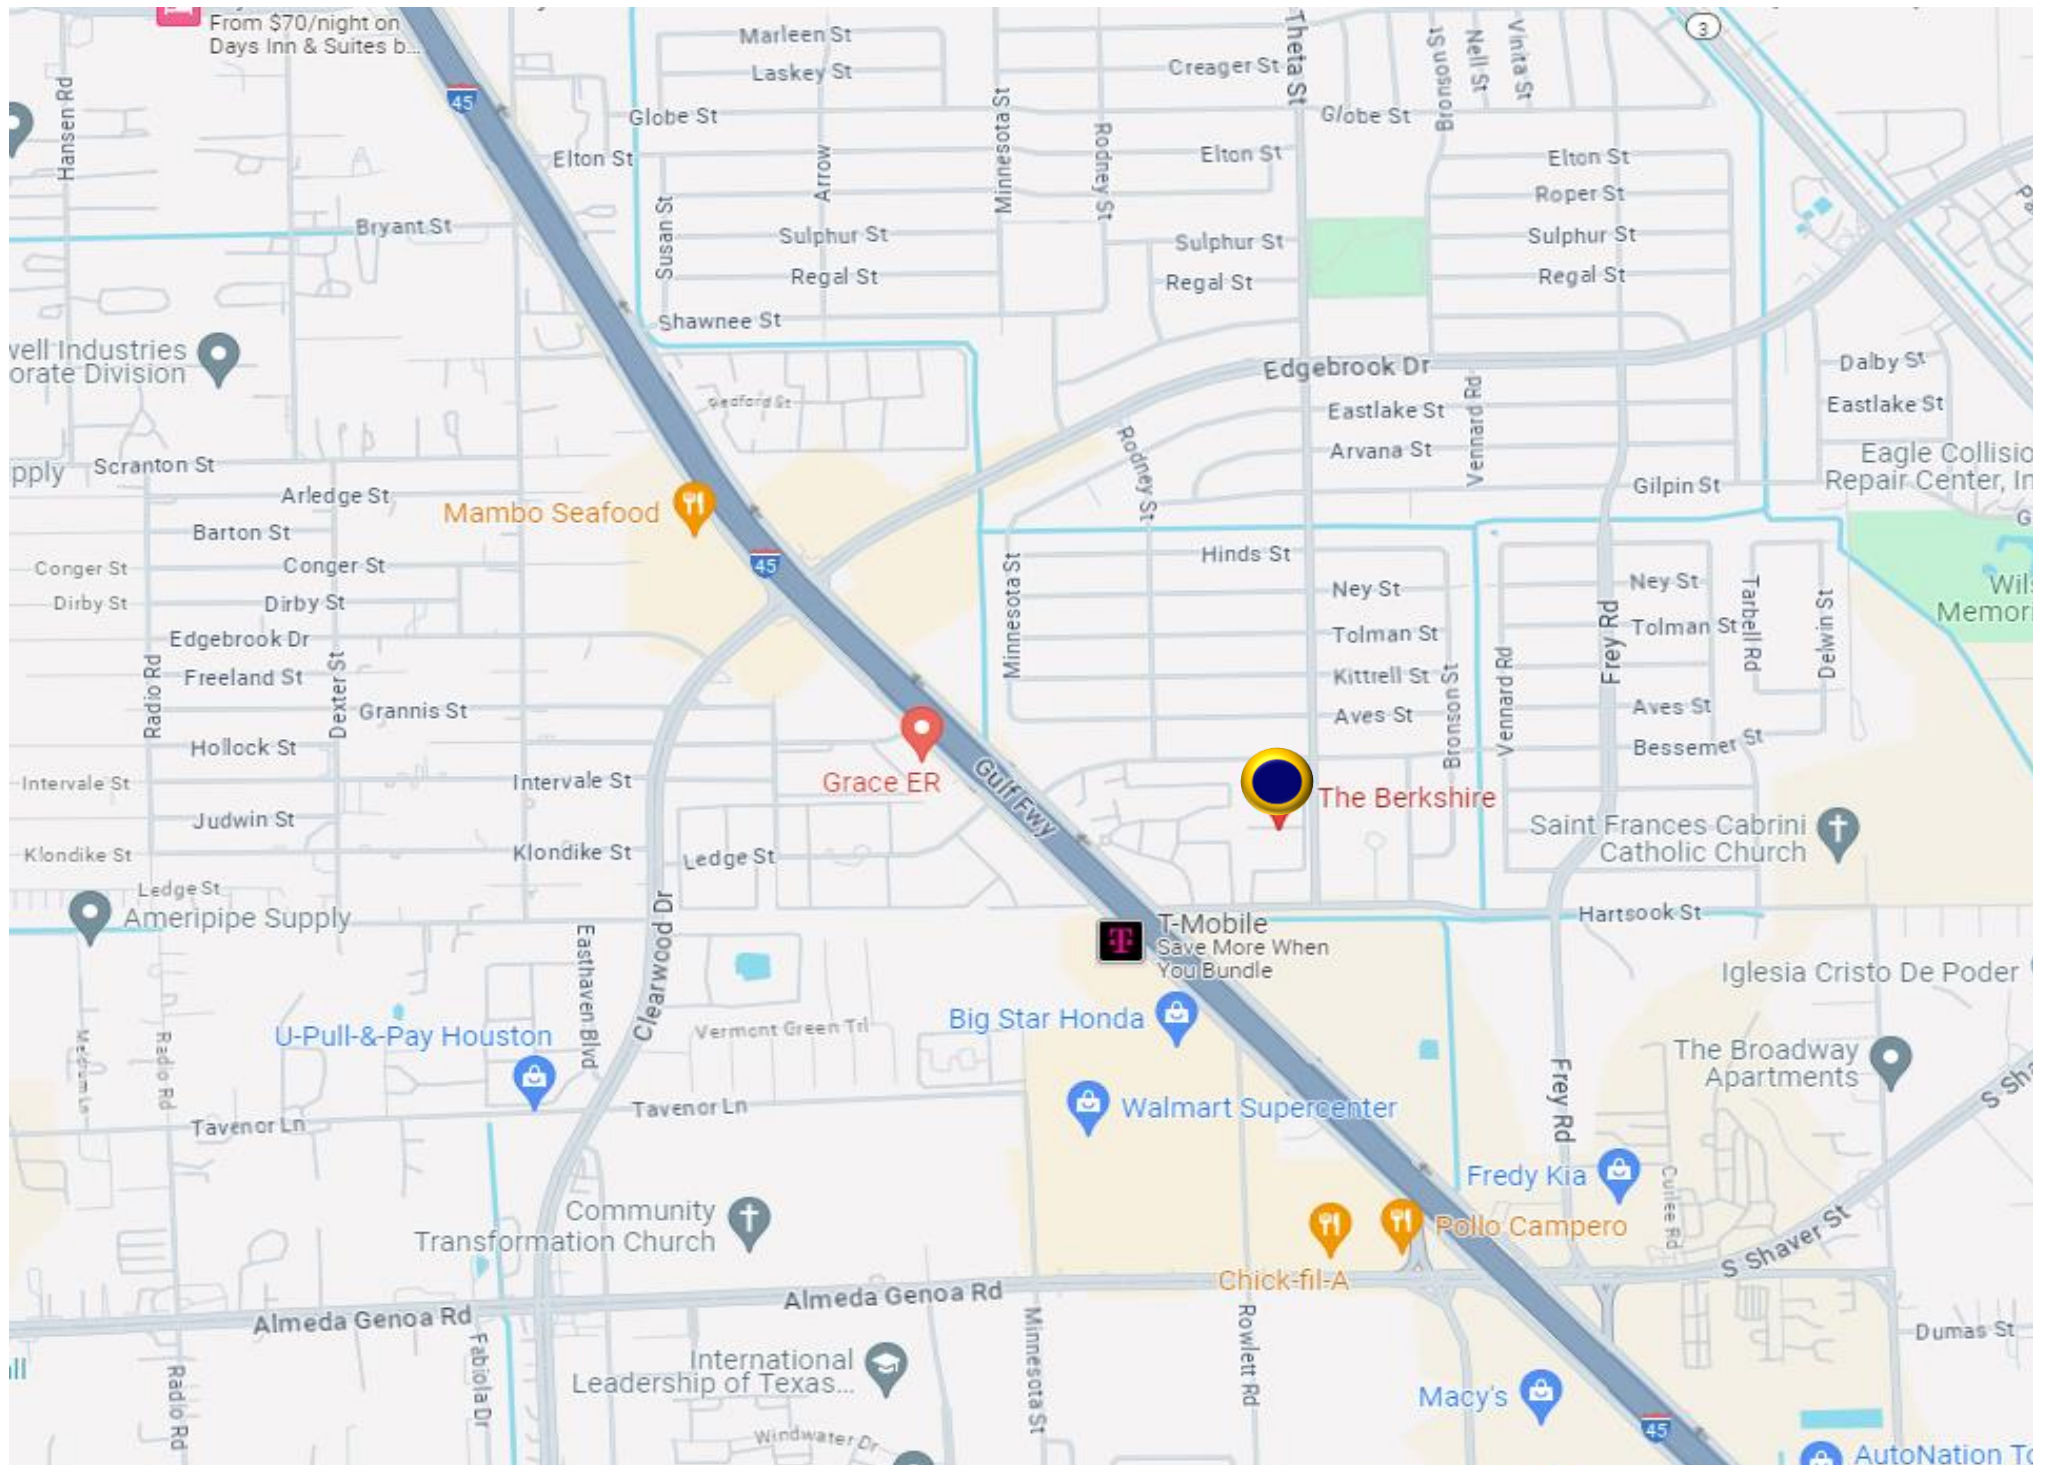 From $70/night on
Days Inn & Suites b...
Hansen Rd
45
Marleen St
Laskey St
Globe St
Elton St
Arrow
Minnesota St
Rodney St
Creager St
Theta St
Globe St
Bronson St
Nell St
Vinita St
3
Elton St
Elton St
Roper St
Bryant St
Susan St
Sulphur St
Sulphur St
Sulphur St
Regal St
Regal St
Regal St
Shawnee St
well Industries
orate Division
Edgebrook Dr
Dalby St
Eastlake St
Eastlake St
Vennard Rd
Arvana St
Rodney St
Eagle Collisio
Repair Center, In
pply
Scranton St
Arledge St
Gilpin St
Mambo Seafood
Barton St
G
45
Conger St
Conger St
Hinds St
Minnesota St
Dirby St
Dirby St
Ney St
Ney St
Tarbell Rd
Delwin St
Wil
Memori
Edgebrook Dr
Tolman St
Frey Rd
Tolman St
Radio Rd
Freeland St
Dexter St
Kittrell St
Grannis St
Aves St
Bronson St
Vennard Rd
Aves St
Hollock St
Bessemer St
Intervale St
Intervale St
Grace ER
Gulf Fwy
The Berkshire
Judwin St
Saint Frances Cabrini
Catholic Church
Klondike St
Klondike St
Ledge St
Ledge St
Ameripipe Supply
Clearwood Dr
Easthaven Blvd
T-Mobile
Save More When
You Bundle
Hartsook St
Iglesia Cristo De Poder
Big Star Honda
U-Pull-&-Pay Houston
Vermont Green Trl
Radio Rd
Frey Rd
The Broadway
Apartments
S Sha
Tavenor Ln
Tavenor Ln
Walmart Supercenter
Fredy Kia
Cullee Rd
Community
Transformation Church
Pollo Campero
S Shaver St
Chick-fil-A
Almeda Genoa Rd
Almeda Genoa Rd
Radio Rd
Fabiola Dr
Minnesota St
Rowlett Rd
Dumas St
all
International
Leadership of Texas...
Macy's
45
Windwater Dr
AutoNation To